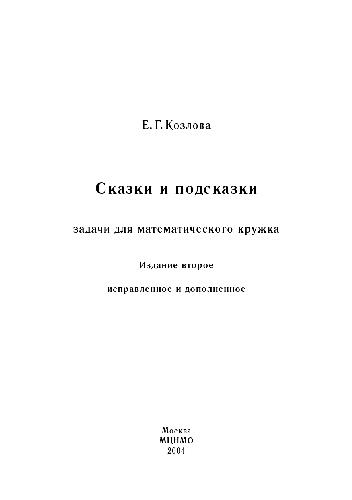 Е. Г. Козлова
Сказки и подсказки
задачи для математического кружка
Издание второе
исправленное и дополненное
Москва
МЦНМО
2004